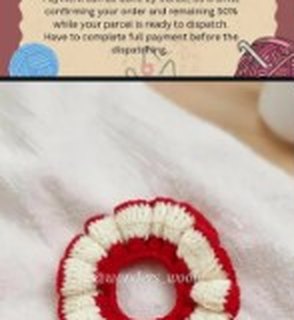 confirming your order and remaining 50%
while your parcel is ready to dispatch.
Have to complete full payment before the
dispatching.
@wonders_wool